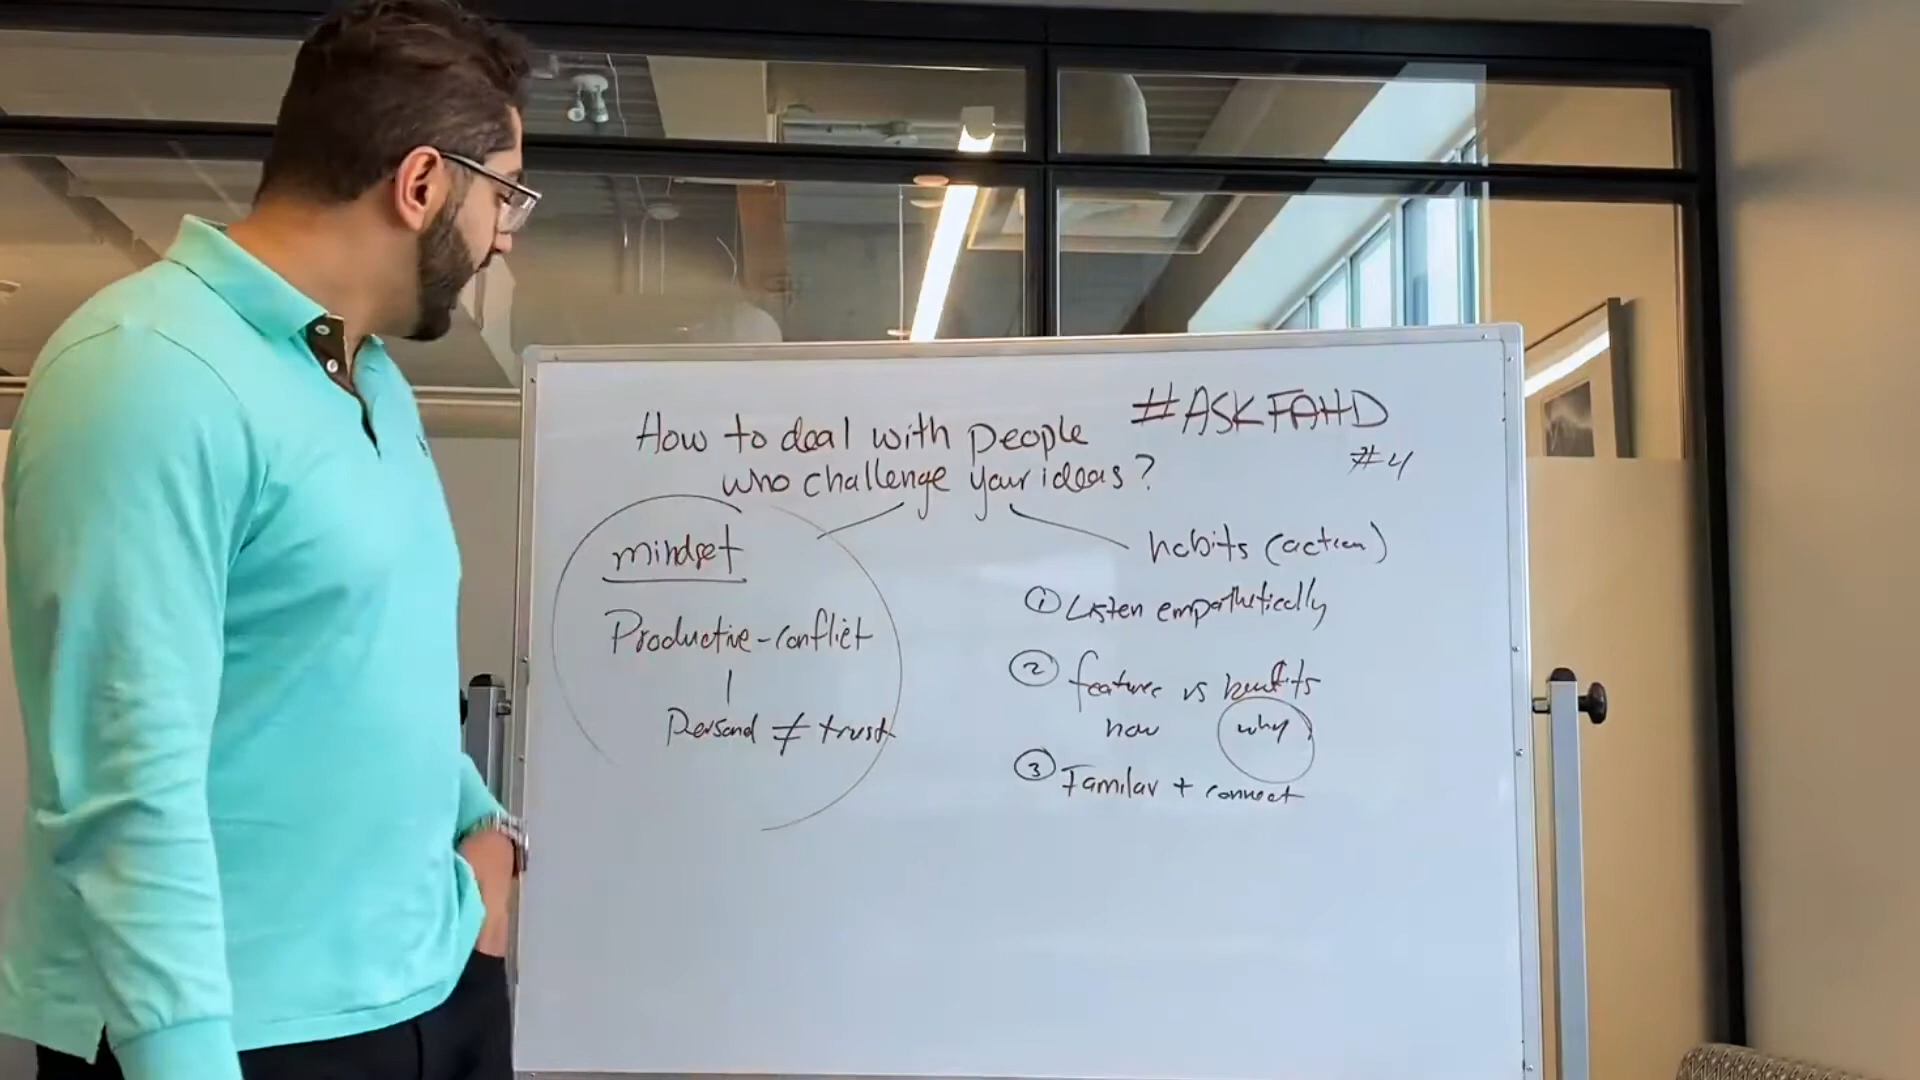 How to deal with people
who challenge your ideas?
#ASKFAHD
#4
mindset
Productive-conflict
Personal ≠ trust
habits (action)
① Listen empathetically
② feature vs benefits
how why
③ Familar + connect